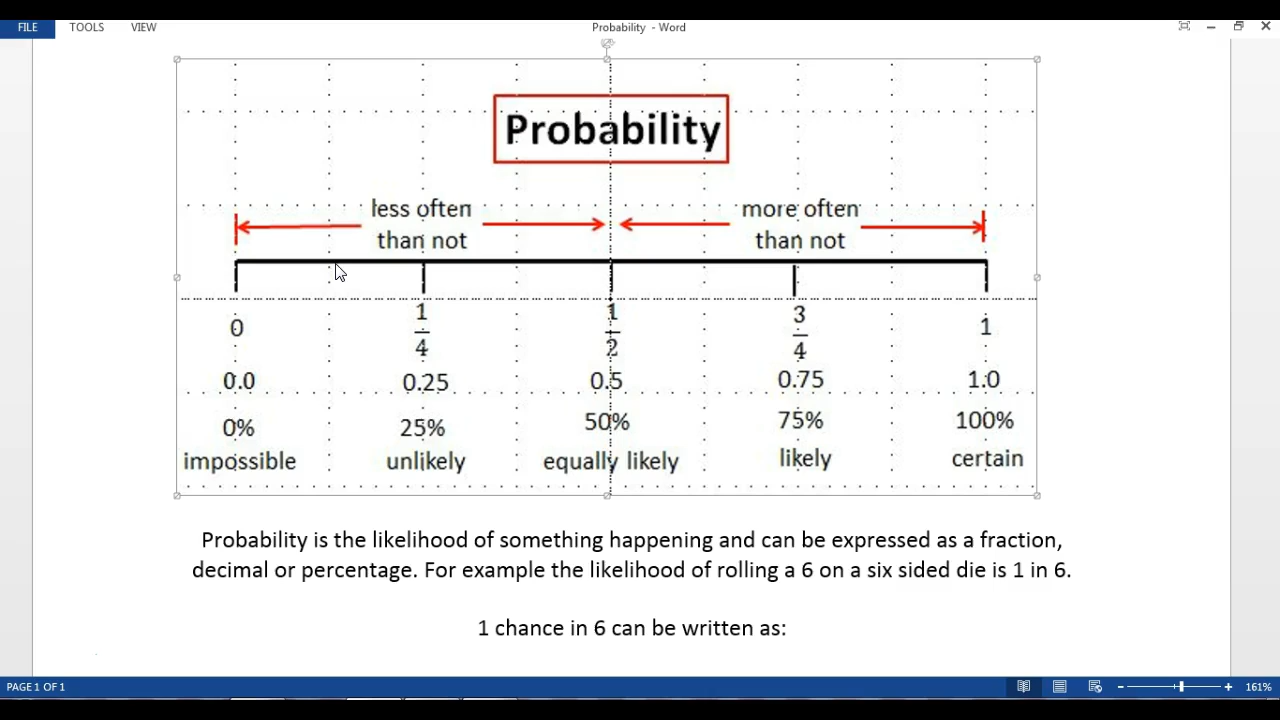 FILE TOOLS VIEW Probability - Word
Probability
less often more often
than not than not
0 1/4 1/2 3/4 1
0.0 0.25 0.5 0.75 1.0
0% 25% 50% 75% 100%
impossible unlikely equally likely likely certain
Probability is the likelihood of something happening and can be expressed as a fraction,
decimal or percentage. For example the likelihood of rolling a 6 on a six sided die is 1 in 6.
1 chance in 6 can be written as:
PAGE 1 OF 1 161%